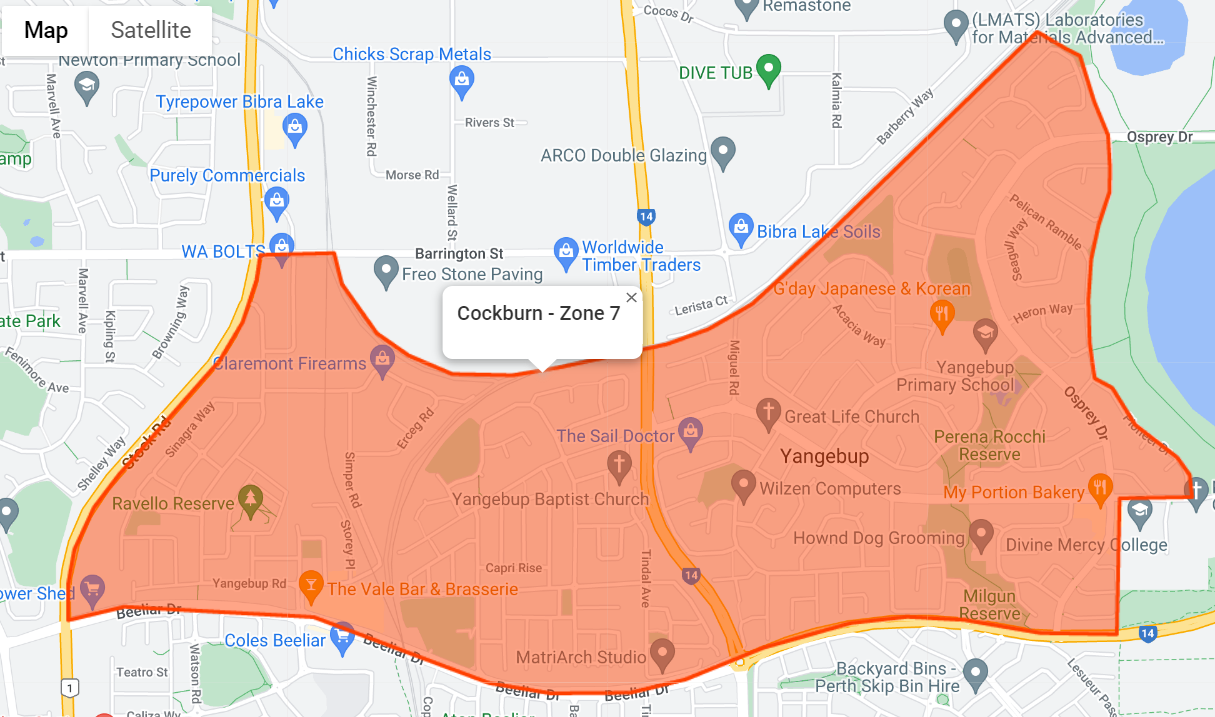 Map
Satellite
Cocos Dr
Remastone
(LMATS) Laboratories
for Materials Advanced...
Newton Primary School
Chicks Scrap Metals
DIVE TUB
Marvell Ave
Tyrepower Bibra Lake
Winchester Rd
Rivers St
Kalmia Rd
Barberry Way
Osprey Dr
ARCO Double Glazing
Purely Commercials
Morse Rd
Wellard St
14
Pelican Ramble
Seagull Way
WA BOLTS
Barrington St
Worldwide
Timber Traders
Bibra Lake Soils
Freo Stone Paving
Marvell Ave
Kipling St
Browning Way
Lerista Ct
G'day Japanese & Korean
Cockburn - Zone 7
Heron Way
Acacia Way
Fenimore Ave
Claremont Firearms
Miguel Rd
Yangebup
Primary School
Osprey Dr
Pioneer Dr
Sinagra Way
Erceg Rd
Great Life Church
Stock Rd
Shelley Way
The Sail Doctor
Yangebup
Perena Rocchi
Reserve
Simper Rd
Ravello Reserve
Yangebup Baptist Church
Wilzen Computers
My Portion Bakery
Storey Pl
Hownd Dog Grooming
Divine Mercy College
Capri Rise
Tindal Ave
14
Yangebup Rd
The Vale Bar & Brasserie
Milgun
Reserve
Beeliar Dr
Coles Beeliar
Beeliar Dr
14
MatriArch Studio
Teatro St
Watson Rd
Backyard Bins -
Perth Skip Bin Hire
Lesueur Pass
1
Beeliar Dr
Beeliar Dr
Caliza Wy